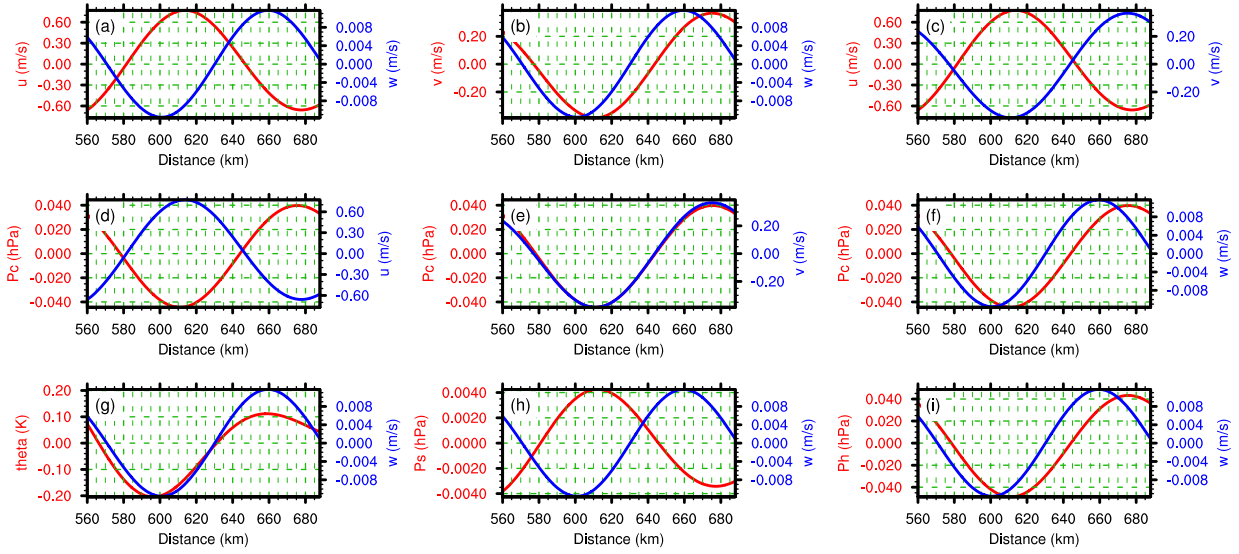 (a)
0.60
0.30
0.00
-0.30
-0.60
u (m/s)
0.008
0.004
0.000
-0.004
-0.008
w (m/s)
560 580 600 620 640 660 680
Distance (km)
(b)
0.20
0.00
-0.20
v (m/s)
0.008
0.004
0.000
-0.004
-0.008
w (m/s)
560 580 600 620 640 660 680
Distance (km)
(c)
0.60
0.30
0.00
-0.30
-0.60
u (m/s)
0.20
0.00
-0.20
v (m/s)
560 580 600 620 640 660 680
Distance (km)
(d)
0.040
0.020
0.000
-0.020
-0.040
Pc (hPa)
0.60
0.30
0.00
-0.30
-0.60
u (m/s)
560 580 600 620 640 660 680
Distance (km)
(e)
0.040
0.020
0.000
-0.020
-0.040
Pc (hPa)
0.20
0.00
-0.20
v (m/s)
560 580 600 620 640 660 680
Distance (km)
(f)
0.040
0.020
0.000
-0.020
-0.040
Pc (hPa)
0.008
0.004
0.000
-0.004
-0.008
w (m/s)
560 580 600 620 640 660 680
Distance (km)
(g)
0.20
0.10
0.00
-0.10
-0.20
theta (K)
0.008
0.004
0.000
-0.004
-0.008
w (m/s)
560 580 600 620 640 660 680
Distance (km)
(h)
0.0040
0.0020
0.0000
-0.0020
-0.0040
Ps (hPa)
0.008
0.004
0.000
-0.004
-0.008
w (m/s)
560 580 600 620 640 660 680
Distance (km)
(i)
0.040
0.020
0.000
-0.020
-0.040
Ph (hPa)
0.008
0.004
0.000
-0.004
-0.008
w (m/s)
560 580 600 620 640 660 680
Distance (km)